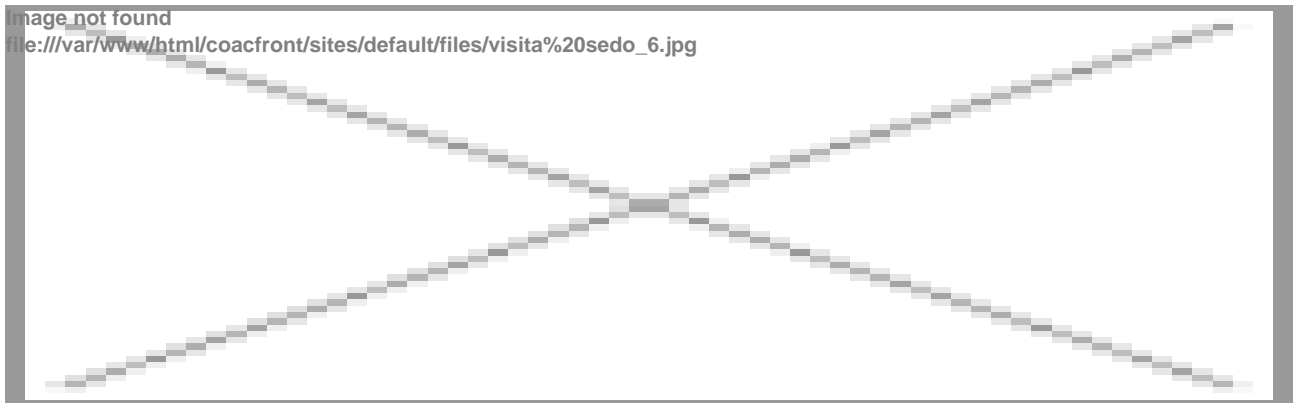 Image not found
file:///var/www/html/coacfront/sites/default/files/visita%20sedo_6.jpg